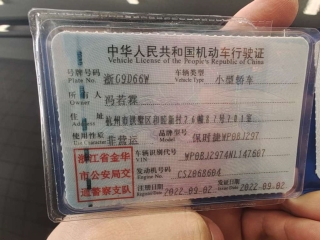 中华人民共和国机动车行驶证
Vehicle License of the People's Republic of China
号牌号码 浙G9D66W 车辆类型 小型轿车
Plate No. Vehicle Type
所有人 冯若霖
Owner
住址
Address
使用性质 非营运 品牌型号 保时捷WP0BJ297
Use Character Model
浙江省金华
市公安局交
通警察支队
车辆识别代号
VIN
发动机号码 CSZ068604
Engine No.
注册日期 2022-09-02 发证日期 2022-09-02